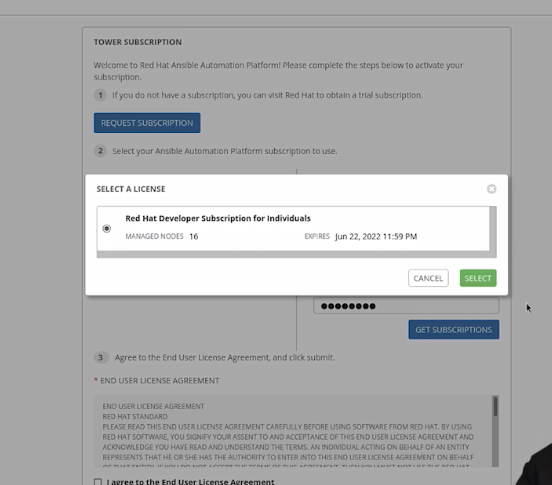 TOWER SUBSCRIPTION
Welcome to Red Hat Ansible Automation Platform! Please complete the steps below to activate your
subscription.
1 If you do not have a subscription, you can visit Red Hat to obtain a trial subscription.
REQUEST SUBSCRIPTION
2 Select your Ansible Automation Platform subscription to use.
SELECT A LICENSE
Red Hat Developer Subscription for Individuals
MANAGED NODES 16 EXPIRES Jun 22, 2022 11:59 PM
CANCEL SELECT
●●●●●●●●
GET SUBSCRIPTIONS
3 Agree to the End User License Agreement, and click submit.
* END USER LICENSE AGREEMENT
END USER LICENSE AGREEMENT
RED HAT STANDARD
PLEASE READ THIS END USER LICENSE AGREEMENT CAREFULLY BEFORE USING SOFTWARE FROM RED HAT. BY USING
RED HAT SOFTWARE, YOU SIGNIFY YOUR ASSENT TO AND ACCEPTANCE OF THIS END USER LICENSE AGREEMENT AND
ACKNOWLEDGE YOU HAVE READ AND UNDERSTAND THE TERMS. AN INDIVIDUAL ACTING ON BEHALF OF AN ENTITY
REPRESENTS THAT HE OR SHE HAS THE AUTHORITY TO ENTER INTO THIS END USER LICENSE AGREEMENT ON BEHALF
I agree to the End User License Agreement